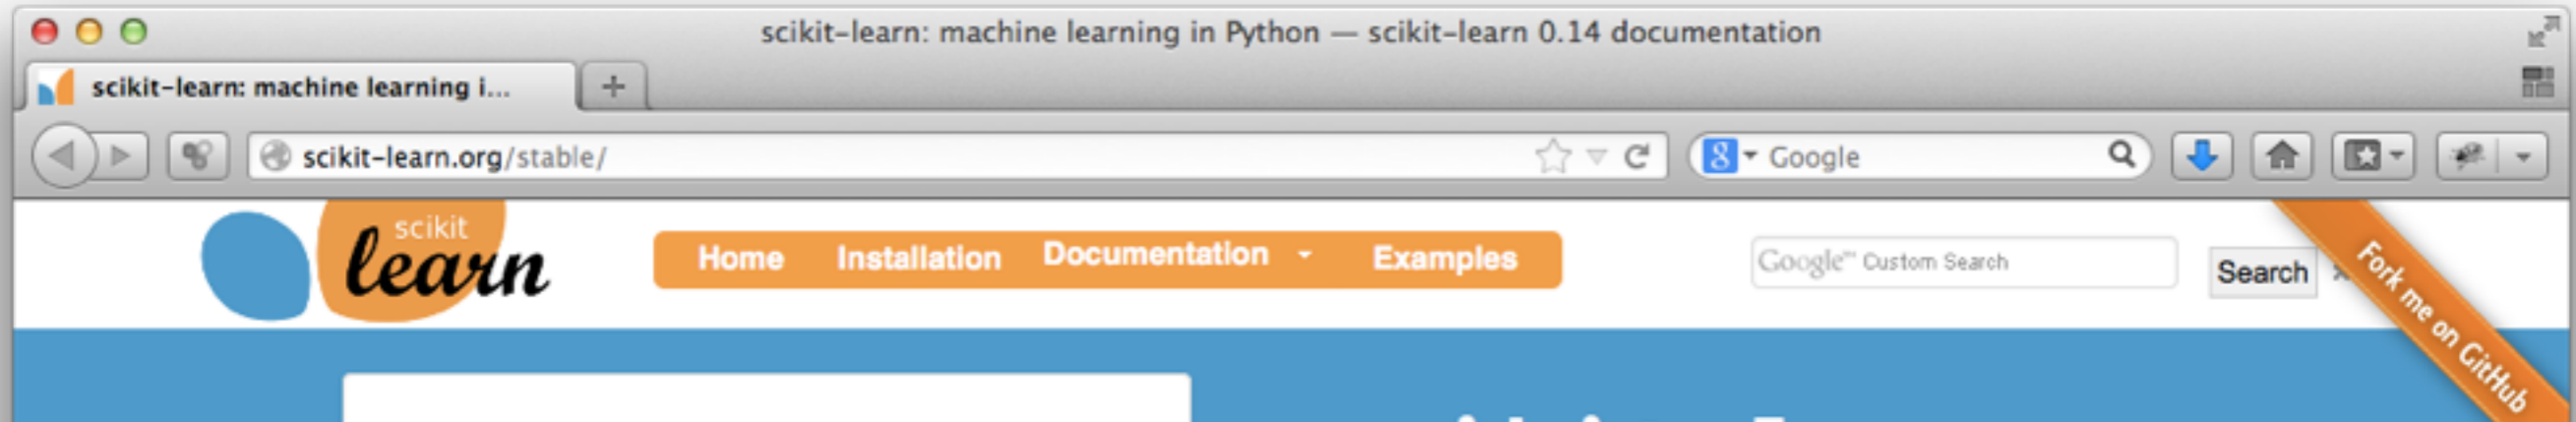 scikit-learn: machine learning in Python — scikit-learn 0.14 documentation
scikit-learn: machine learning i...
scikit-learn.org/stable/
8 Google
scikit
learn
Home Installation Documentation Examples
Google™ Custom Search
Search
Fork me on GitHub